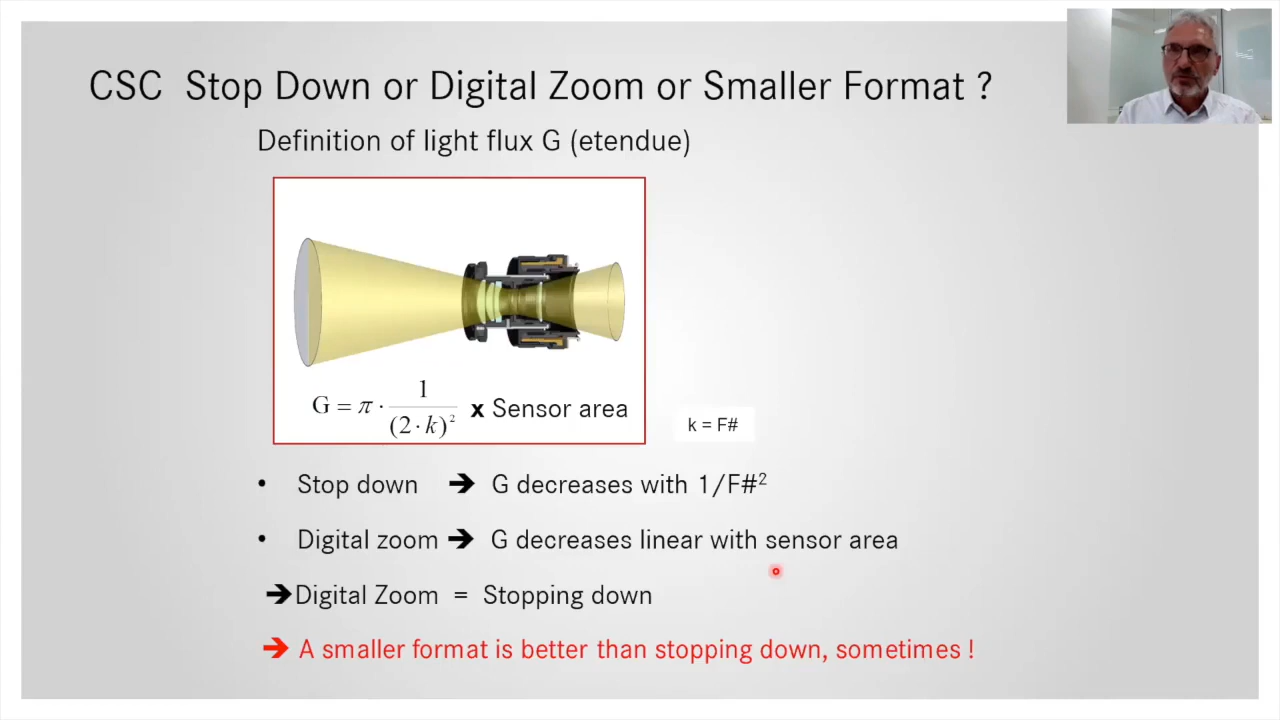 CSC Stop Down or Digital Zoom or Smaller Format ?
Definition of light flux G (etendue)
G = π · 1 / (2 · k)² x Sensor area
k = F#
• Stop down ➔ G decreases with 1/F#²
• Digital zoom ➔ G decreases linear with sensor area
➔ Digital Zoom = Stopping down
➔ A smaller format is better than stopping down, sometimes !